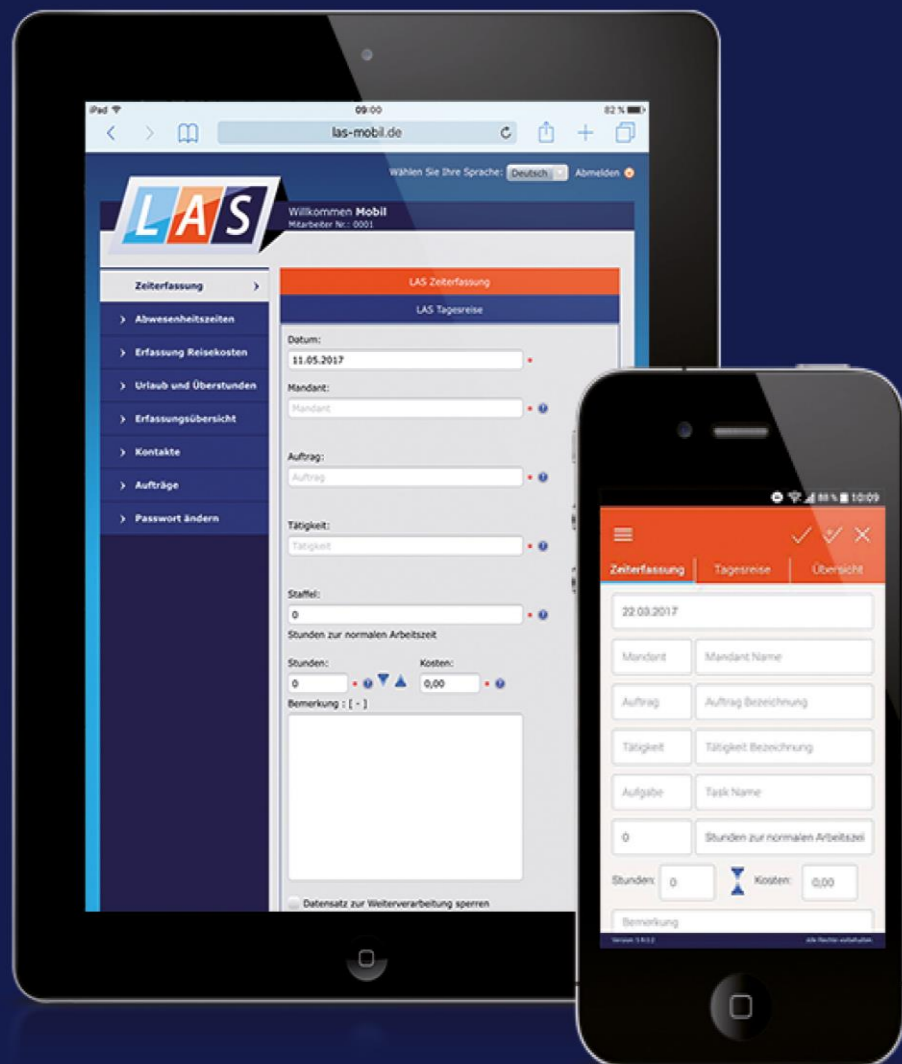 iPad
09:00
82 %
las-mobil.de
Wählen Sie Ihre Sprache: Deutsch Abmelden
LAS
Willkommen Mobil
Mitarbeiter Nr.: 0001
Zeiterfassung
Abwesenheitszeiten
Erfassung Reisekosten
Urlaub und Überstunden
Erfassungsübersicht
Kontakte
Aufträge
Passwort ändern
LAS Zeiterfassung
LAS Tagesreise
Datum:
11.05.2017
Mandant:
Mandant
Auftrag:
Auftrag
Tätigkeit:
Tätigkeit
Staffel:
0
Stunden zur normalen Arbeitszeit
Stunden: Kosten:
0 0,00
Bemerkung : [ - ]
Datensatz zur Weiterverarbeitung sperren
88 % 10:09
Zeiterfassung Tagesreise Übersicht
22.03.2017
Mandant Mandant Name
Auftrag Auftrag Bezeichnung
Tätigkeit Tätigkeit Bezeichnung
Aufgabe Task Name
0 Stunden zur normalen Arbeitszei
Stunden: 0 Kosten: 0,00
Bemerkung
Alle Rechte vorbehalten.